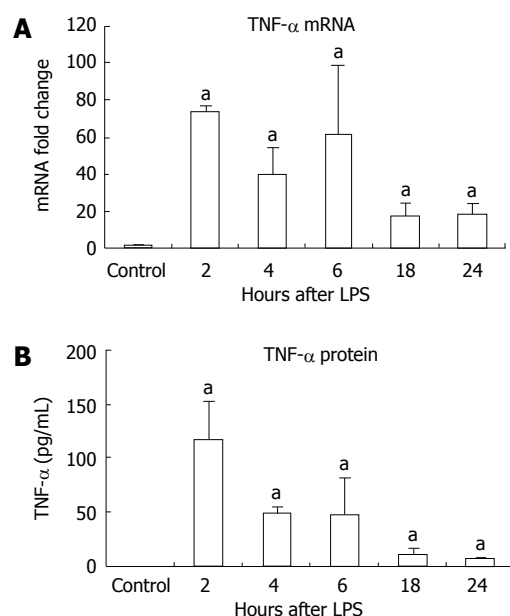 A
TNF-α mRNA
mRNA fold change
120
100
80
60
40
20
0
a
a
a
a
a
Control 2 4 6 18 24
Hours after LPS
B
TNF-α protein
TNF-α (pg/mL)
200
150
100
50
0
a
a
a
a
a
Control 2 4 6 18 24
Hours after LPS